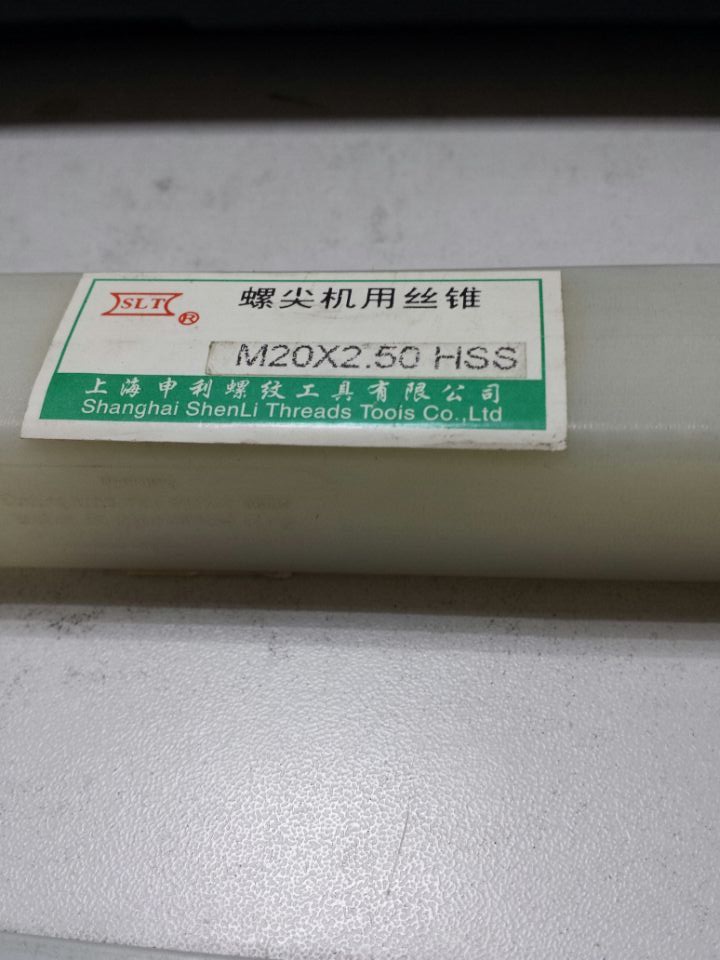 SLT ®
螺尖机用丝锥
M20X2.50 HSS
上海申利螺纹工具有限公司
Shanghai ShenLi Threads Tools Co.,Ltd